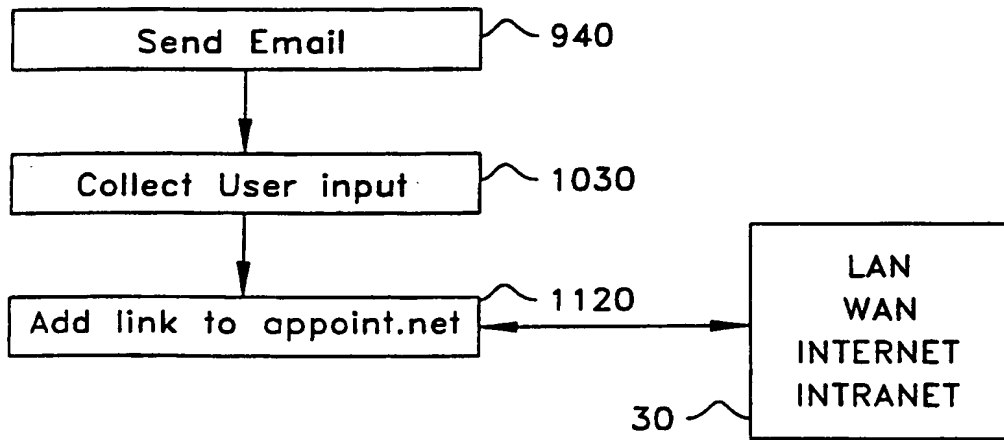 Send Email
940
Collect User input
1030
Add link to appoint.net
1120
LAN
WAN
INTERNET
INTRANET
30